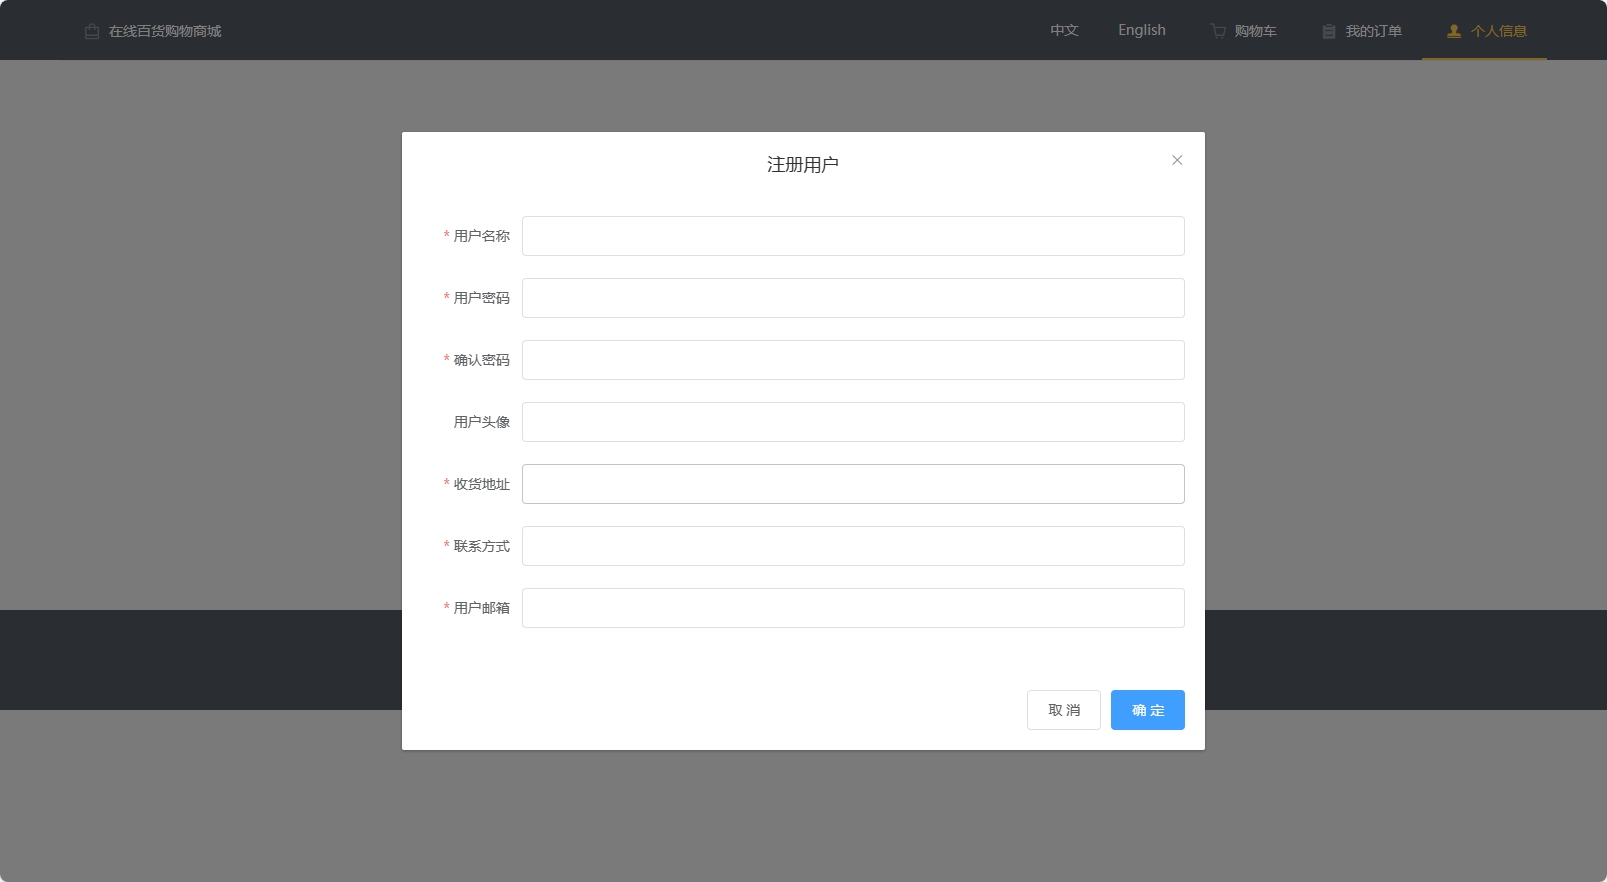 在线百货购物商城 中文 English 购物车 我的订单 个人信息
注册用户
* 用户名称
* 用户密码
* 确认密码
用户头像
* 收货地址
* 联系方式
* 用户邮箱
取 消 确 定